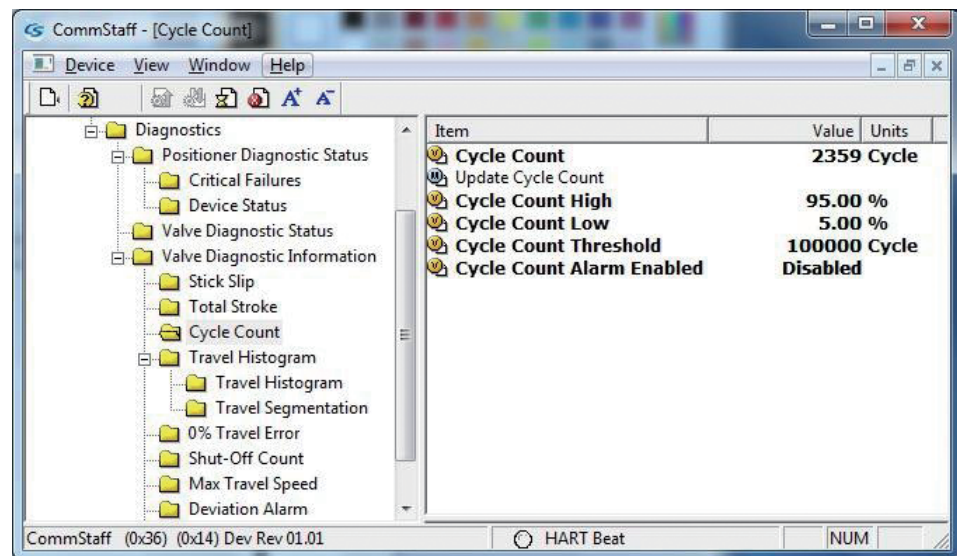 CommStaff - [Cycle Count]
Device View Window Help
Diagnostics
Positioner Diagnostic Status
Critical Failures
Device Status
Valve Diagnostic Status
Valve Diagnostic Information
Stick Slip
Total Stroke
Cycle Count
Travel Histogram
Travel Histogram
Travel Segmentation
0% Travel Error
Shut-Off Count
Max Travel Speed
Deviation Alarm
Item Value Units
Cycle Count 2359 Cycle
Update Cycle Count
Cycle Count High 95.00 %
Cycle Count Low 5.00 %
Cycle Count Threshold 100000 Cycle
Cycle Count Alarm Enabled Disabled
CommStaff (0x36) (0x14) Dev Rev 01.01 HART Beat NUM